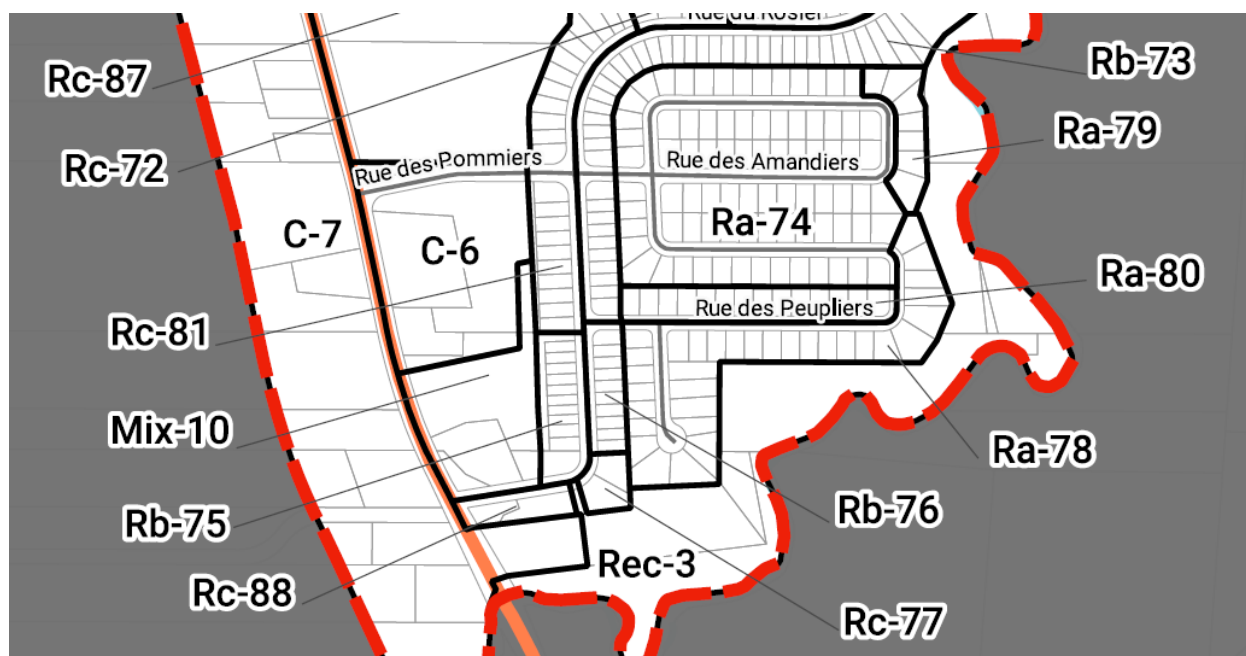 Rue du Rosier
Rc-87
Rb-73
Ra-79
Rc-72
Rue des Pommiers
Rue des Amandiers
C-7
C-6
Ra-74
Ra-80
Rue des Peupliers
Rc-81
Mix-10
Ra-78
Rb-75
Rb-76
Rec-3
Rc-88
Rc-77